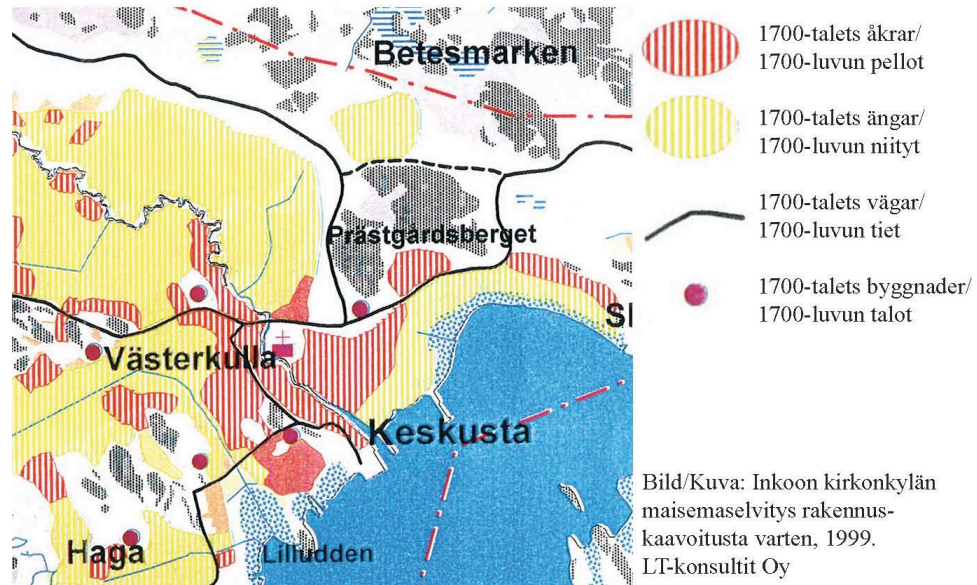 Betesmarken
Prästgårdsberget
Sl
Västerkulla
Keskusta
Haga
Lilludden
1700-talets åkrar/
1700-luvun pellot
1700-talets ängar/
1700-luvun niityt
1700-talets vägar/
1700-luvun tiet
1700-talets byggnader/
1700-luvun talot
Bild/Kuva: Inkoon kirkonkylän
maisemaselvitys rakennus-
kaavoitusta varten, 1999.
LT-konsultit Oy